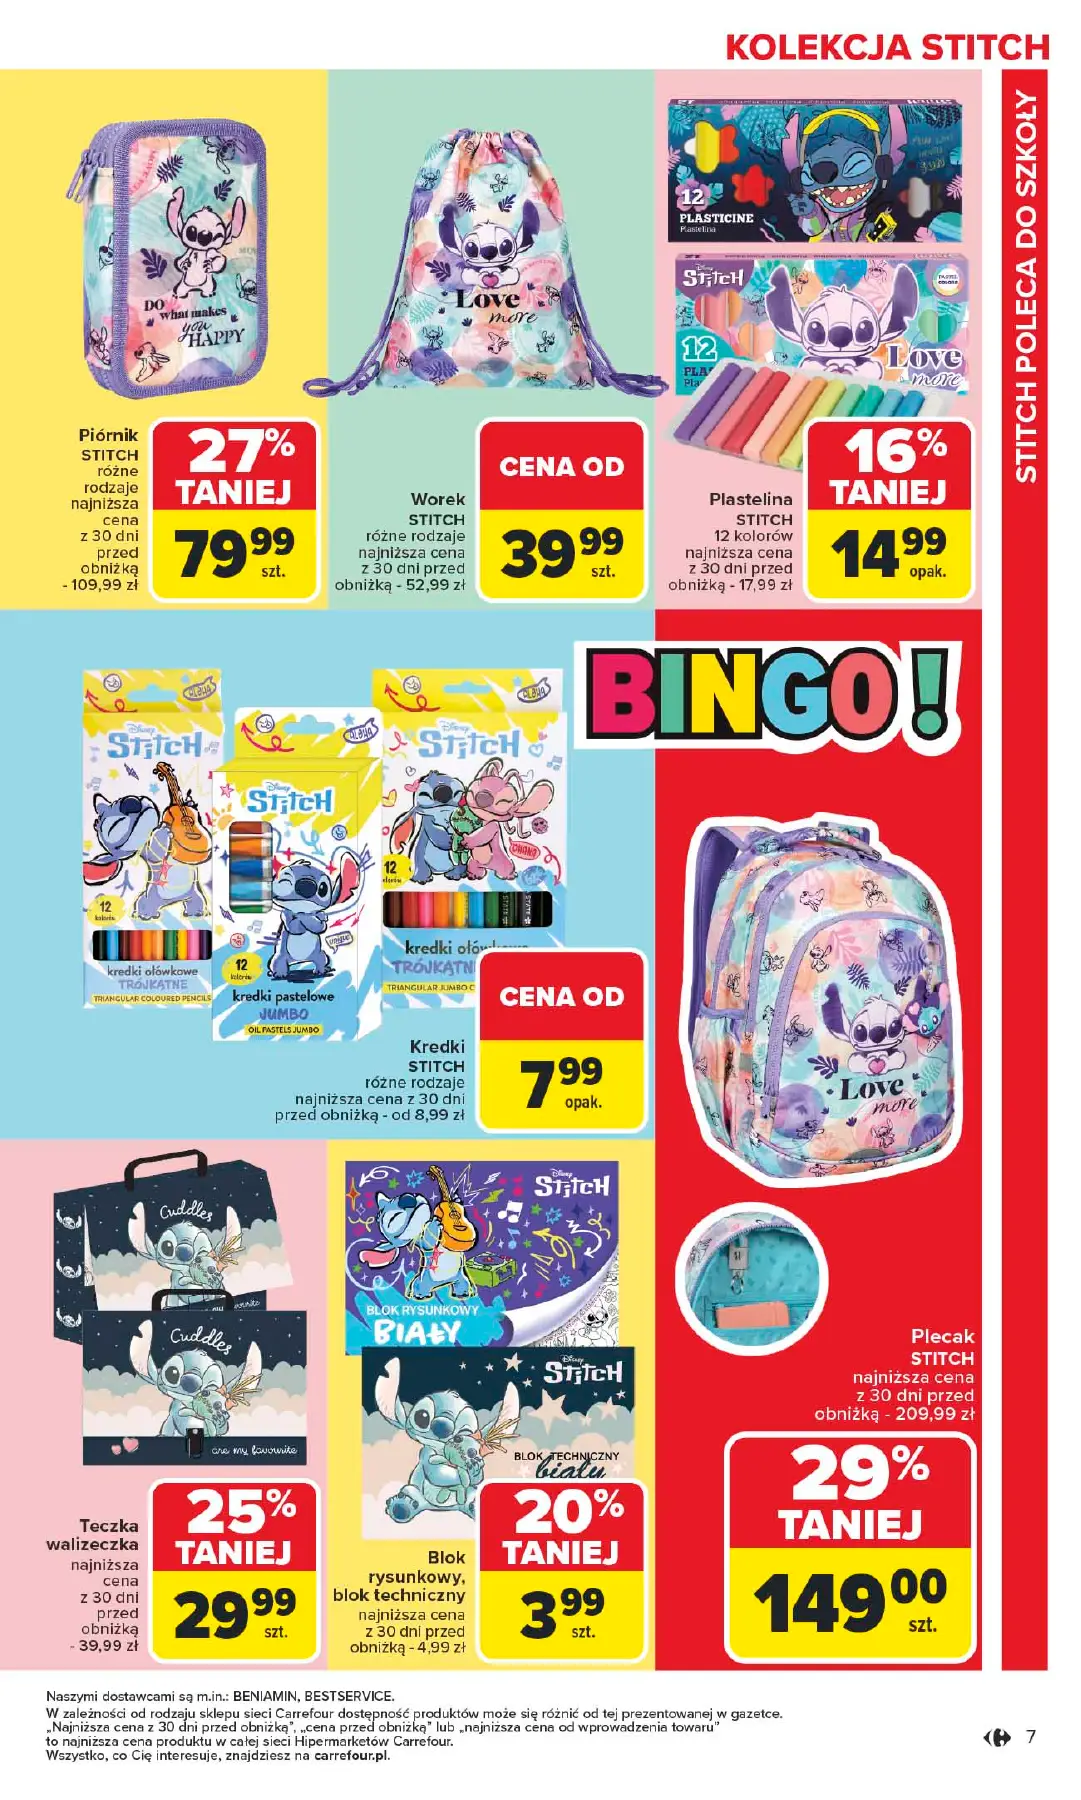 KOLEKCJA STITCH
STITCH POLECA DO SZKOŁY
DO
what makes
you
HAPPY
Love
more
12
PLASTICINE
Plastelina
Disney
STITCH
PASTEL
COLORS
12
Love
more
Piórnik
STITCH
różne
rodzaje
najniższa
cena
z 30 dni
przed
obniżką
- 109,99 zł
27%
TANIEJ
79 99
szt.
Worek
STITCH
różne rodzaje
najniższa cena
z 30 dni przed
obniżką - 52,99 zł
CENA OD
39 99
szt.
Plastelina
STITCH
12 kolorów
najniższa cena
z 30 dni przed
obniżką - 17,99 zł
16%
TANIEJ
14 99
opak.
BINGO!
Disney
STITCH
12
kolorów
kredki ołówkowe
TRÓJKĄTNE
TRIANGULAR COLOURED PENCILS
Disney
STITCH
unique
12
kolorów
kredki pastelowe
JUMBO
OIL PASTELS JUMBO
Disney
STITCH
OHANA
12
kolorów
kredki ołówkowe
TRÓJKĄTN
TRIANGULAR JUMBO C
Kredki
STITCH
różne rodzaje
najniższa cena z 30 dni
przed obniżką - od 8,99 zł
CENA OD
7 99
opak.
Love
more
Cuddles
Cuddles
are my favourite
Teczka
walizeczka
najniższa
cena
z 30 dni
przed
obniżką
- 39,99 zł
25%
TANIEJ
29 99
szt.
Disney
STITCH
BLOK RYSUNKOWY
BIAŁY
Disney
STITCH
BLOK TECHNICZNY
biały
Blok
rysunkowy,
blok techniczny
najniższa cena
z 30 dni przed
obniżką - 4,99 zł
20%
TANIEJ
3 99
szt.
Plecak
STITCH
najniższa cena
z 30 dni przed
obniżką - 209,99 zł
29%
TANIEJ
149 00
szt.
Naszymi dostawcami są m.in.: BENIAMIN, BESTSERVICE.
W zależności od rodzaju sklepu sieci Carrefour dostępność produktów może się różnić od tej prezentowanej w gazetce.
„Najniższa cena z 30 dni przed obniżką”, „cena przed obniżką” lub „najniższa cena od wprowadzenia towaru”
to najniższa cena produktu w całej sieci Hipermarketów Carrefour.
Wszystko, co Cię interesuje, znajdziesz na carrefour.pl.
7